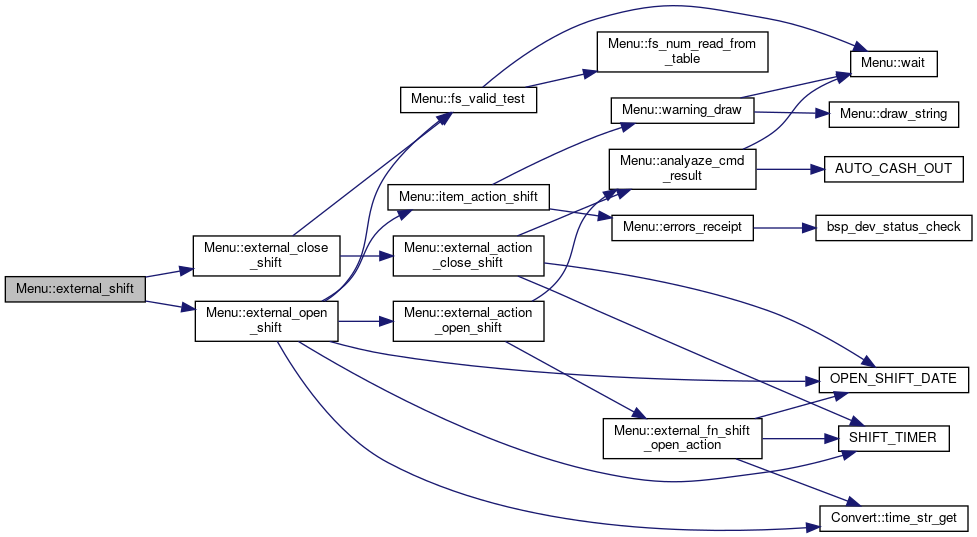 Menu::external_shift
Menu::external_close
_shift
Menu::external_open
_shift
Menu::fs_valid_test
Menu::item_action_shift
Menu::external_action
_close_shift
Menu::external_action
_open_shift
Menu::fs_num_read_from
_table
Menu::warning_draw
Menu::analyaze_cmd
_result
Menu::errors_receipt
Menu::external_fn_shift
_open_action
Menu::wait
Menu::draw_string
AUTO_CASH_OUT
bsp_dev_status_check
OPEN_SHIFT_DATE
SHIFT_TIMER
Convert::time_str_get